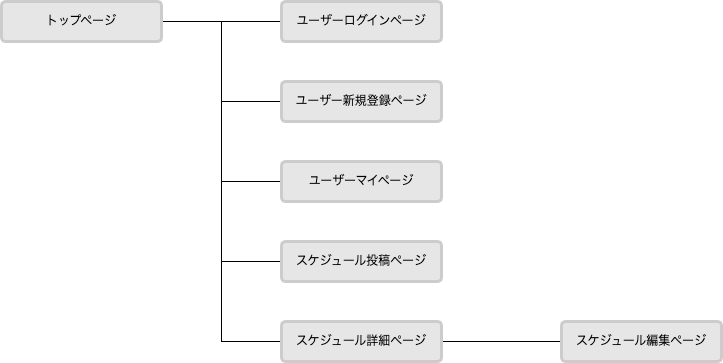 トップページ
ユーザーログインページ
ユーザー新規登録ページ
ユーザーマイページ
スケジュール投稿ページ
スケジュール詳細ページ
スケジュール編集ページ